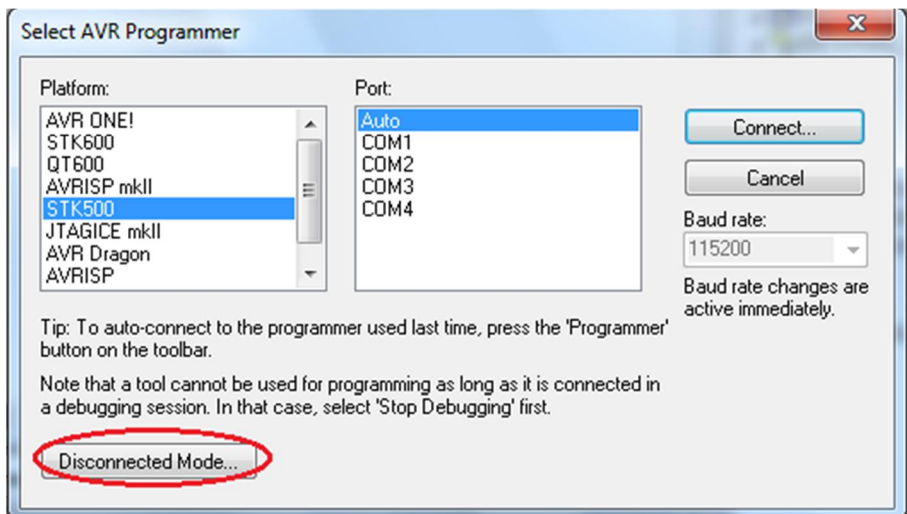 Select AVR Programmer
Platform:
AVR ONE!
STK600
QT600
AVRISP mkII
STK500
JTAGICE mkII
AVR Dragon
AVRISP
Port:
Auto
COM1
COM2
COM3
COM4
Connect...
Cancel
Baud rate:
115200
Baud rate changes are
active immediately.
Tip: To auto-connect to the programmer used last time, press the 'Programmer'
button on the toolbar.
Note that a tool cannot be used for programming as long as it is connected in
a debugging session. In that case, select 'Stop Debugging' first.
Disconnected Mode...